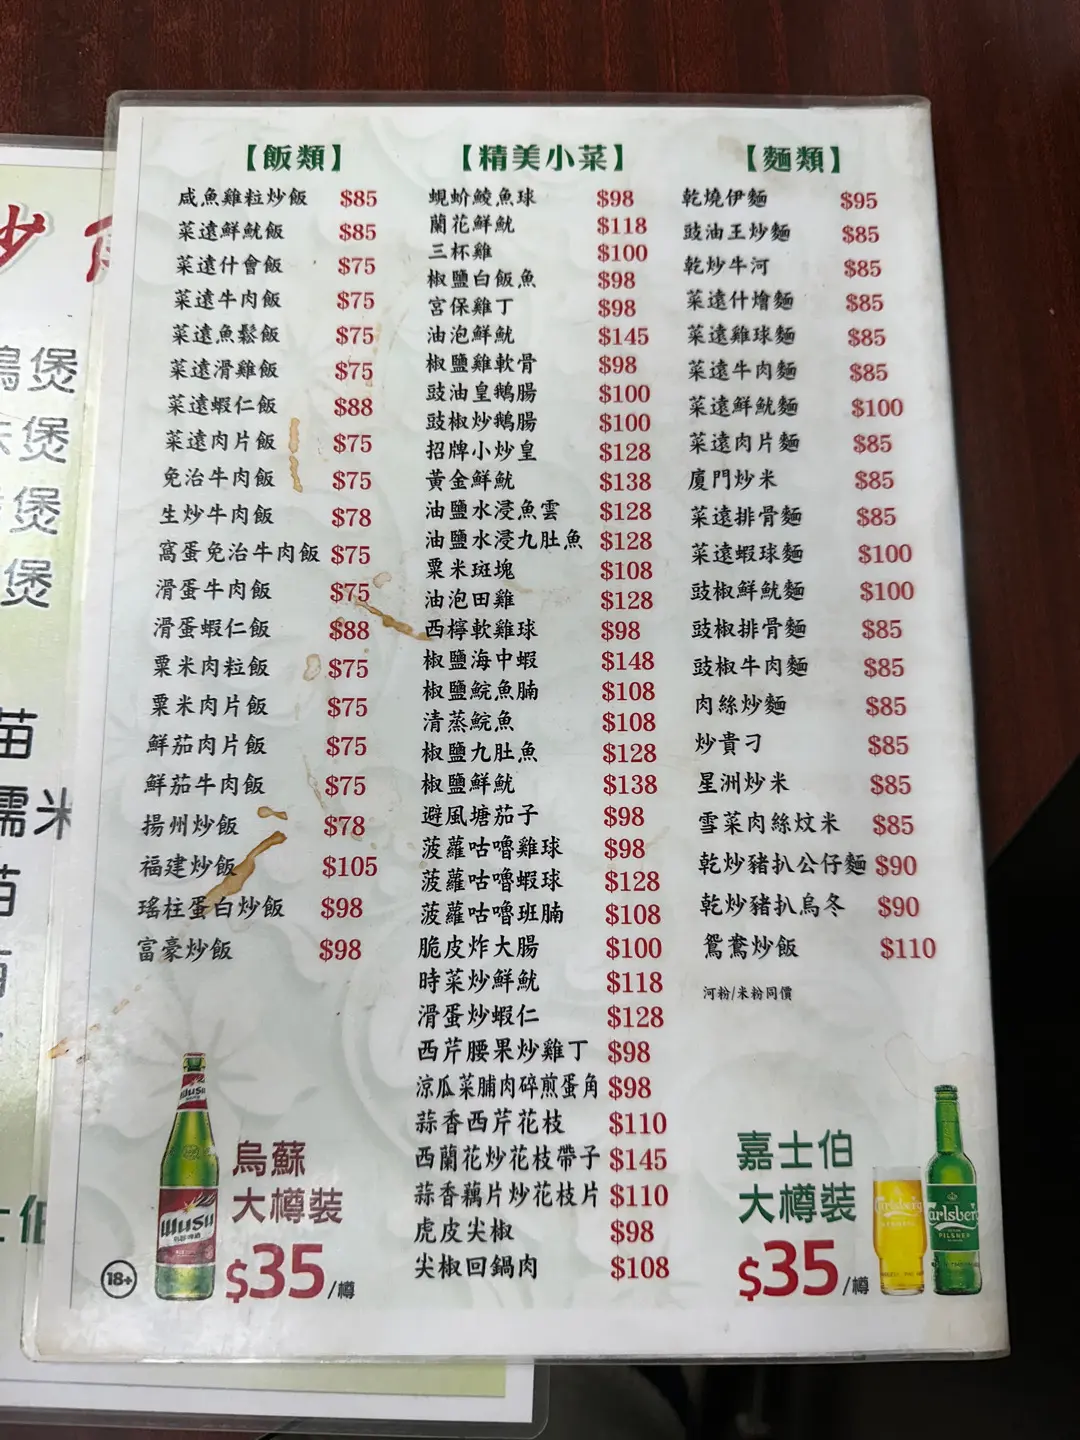 【飯類】
咸魚雞粒炒飯 $85
菜遠鮮魷飯 $85
菜遠什會飯 $75
菜遠牛肉飯 $75
菜遠魚鬆飯 $75
菜遠滑雞飯 $75
菜遠蝦仁飯 $88
菜遠肉片飯 $75
免治牛肉飯 $75
生炒牛肉飯 $78
窩蛋免治牛肉飯 $75
滑蛋牛肉飯 $75
滑蛋蝦仁飯 $88
粟米肉粒飯 $75
粟米肉片飯 $75
鮮茄肉片飯 $75
鮮茄牛肉飯 $75
揚州炒飯 $78
福建炒飯 $105
瑤柱蛋白炒飯 $98
富豪炒飯 $98
【精美小菜】
蜆蚧鯪魚球 $98
蘭花鮮魷 $118
三杯雞 $100
椒鹽白飯魚 $98
宮保雞丁 $98
油泡鮮魷 $145
椒鹽雞軟骨 $98
豉油皇鵝腸 $100
豉椒炒鵝腸 $100
招牌小炒皇 $128
黃金鮮魷 $138
油鹽水浸魚雲 $128
油鹽水浸九肚魚 $128
粟米斑塊 $108
油泡田雞 $128
西檸軟雞球 $98
椒鹽海中蝦 $148
椒鹽鯇魚腩 $108
清蒸鯇魚 $108
椒鹽九肚魚 $128
椒鹽鮮魷 $138
避風塘茄子 $98
菠蘿咕嚕雞球 $98
菠蘿咕嚕蝦球 $128
菠蘿咕嚕班腩 $108
脆皮炸大腸 $100
時菜炒鮮魷 $118
滑蛋炒蝦仁 $128
西芹腰果炒雞丁 $98
涼瓜菜脯肉碎煎蛋角 $98
蒜香西芹花枝 $110
西蘭花炒花枝帶子 $145
蒜香藕片炒花枝片 $110
虎皮尖椒 $98
尖椒回鍋肉 $108
【麵類】
乾燒伊麵 $95
豉油王炒麵 $85
乾炒牛河 $85
菜遠什燴麵 $85
菜遠雞球麵 $85
菜遠牛肉麵 $85
菜遠鮮魷麵 $100
菜遠肉片麵 $85
廈門炒米 $85
菜遠排骨麵 $85
菜遠蝦球麵 $100
豉椒鮮魷麵 $100
豉椒排骨麵 $85
豉椒牛肉麵 $85
肉絲炒麵 $85
炒貴刁 $85
星洲炒米 $85
雪菜肉絲炆米 $85
乾炒豬扒公仔麵 $90
乾炒豬扒烏冬 $90
鴛鴦炒飯 $110
河粉/米粉同價
18+
Wusu
烏蘇
大樽裝
$35/樽
嘉士伯
大樽裝
$35/樽
Carlsberg
Carlsberg
PILSNER
炒
煲
煲
煲
煲
苗
糯米
苗
伯